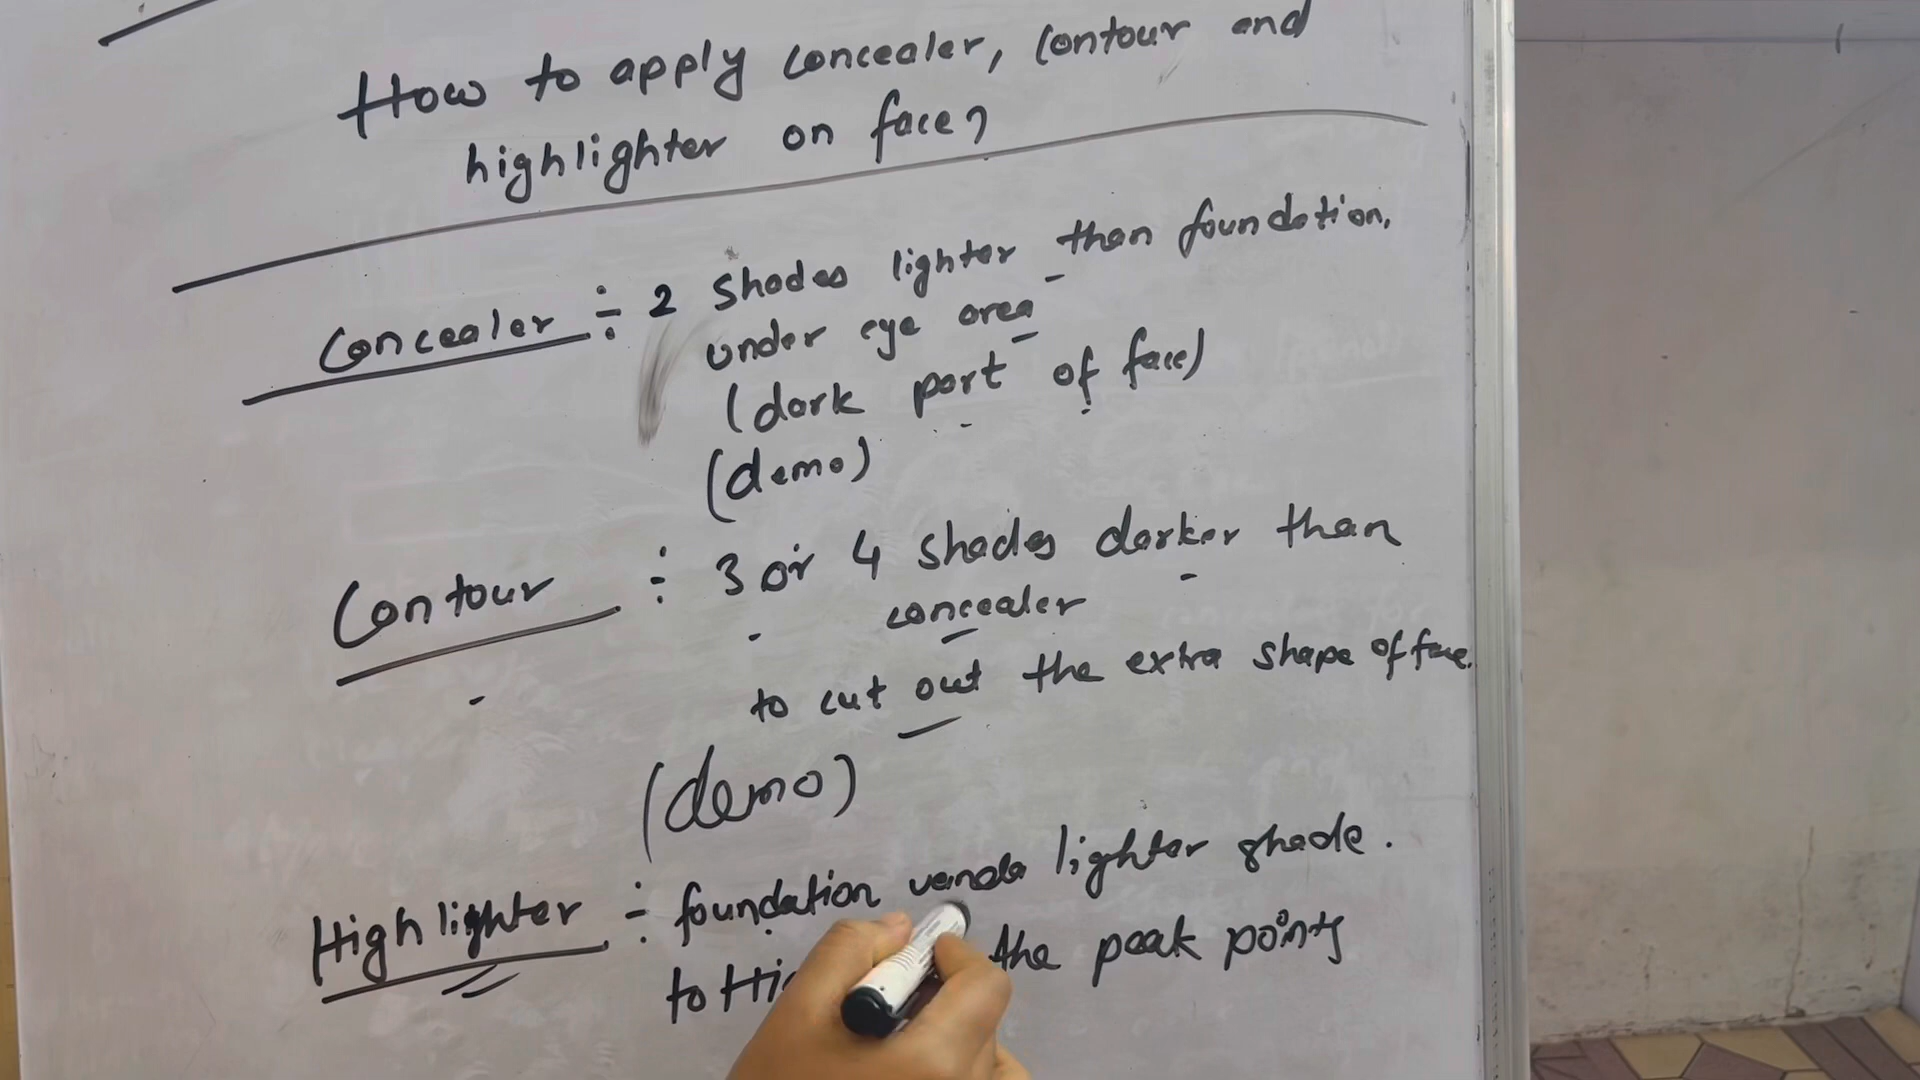 How to apply concealer, contour and
highlighter on face?
Concealer ÷ 2 shades lighter than foundation.
under eye area
(dark part of face)
(demo)
Contour ÷ 3 or 4 shades darker than
concealer
to cut out the extra shape of face.
(demo)
Highlighter ÷ foundation lighter shade.
to the peak points